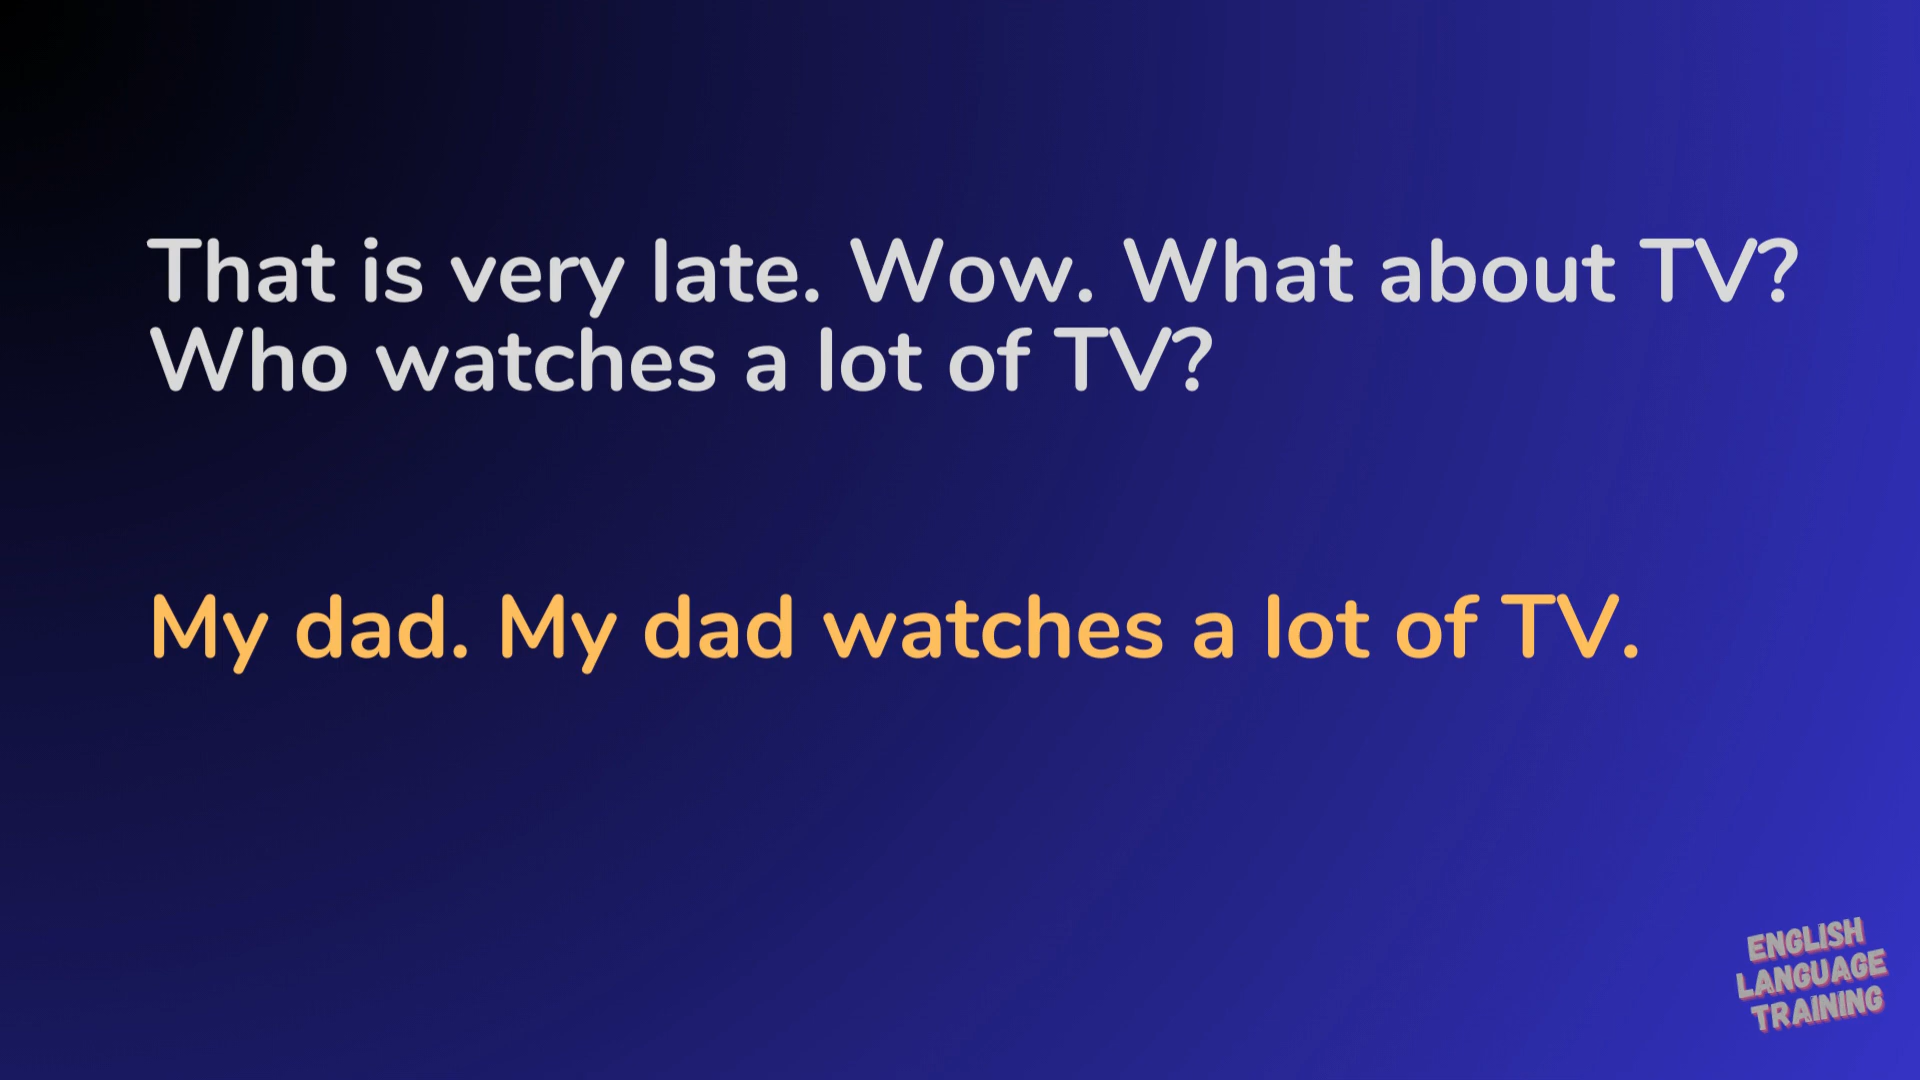 That is very late. Wow. What about TV?
Who watches a lot of TV?
My dad. My dad watches a lot of TV.
ENGLISH
LANGUAGE
TRAINING